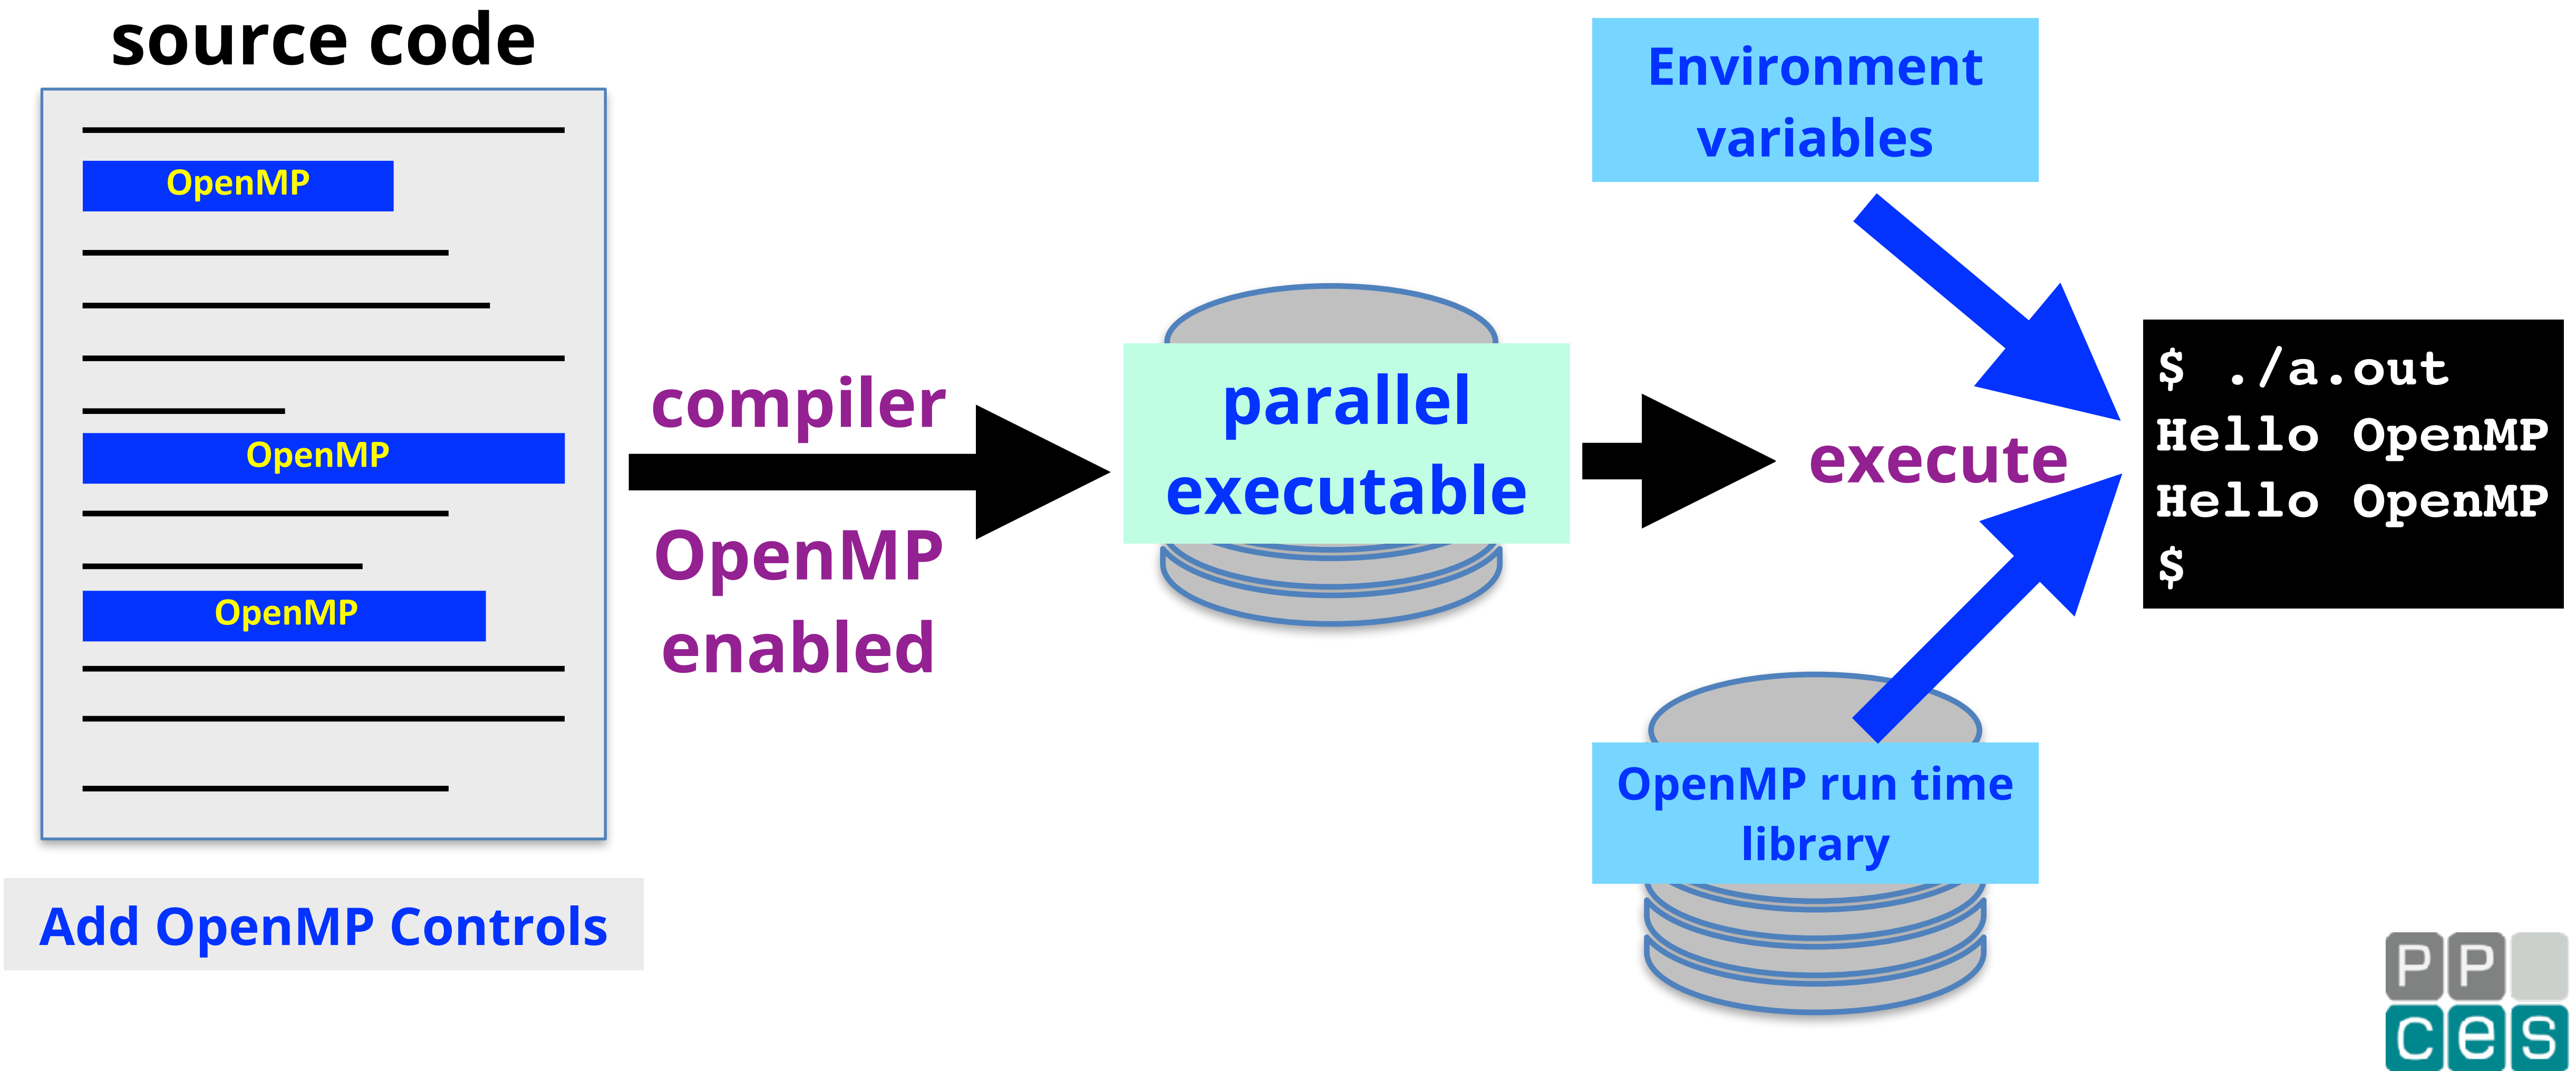 source code
OpenMP
OpenMP
OpenMP
Add OpenMP Controls
compiler
OpenMP
enabled
parallel
executable
execute
Environment
variables
OpenMP run time
library
$ ./a.out
Hello OpenMP
Hello OpenMP
$
PP
ces